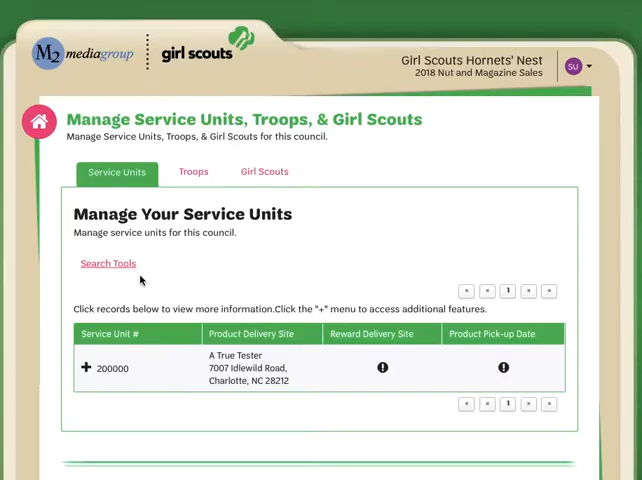 M2 mediagroup
girl scouts
Girl Scouts Hornets' Nest
2018 Nut and Magazine Sales
SU
Manage Service Units, Troops, & Girl Scouts
Manage Service Units, Troops, & Girl Scouts for this council.
Service Units Troops Girl Scouts
Manage Your Service Units
Manage service units for this council.
Search Tools
« « 1 » »
Click records below to view more information.Click the "+" menu to access additional features.
Service Unit # Product Delivery Site Reward Delivery Site Product Pick-up Date
200000
A True Tester
7007 Idlewild Road,
Charlotte, NC 28212
« « 1 » »